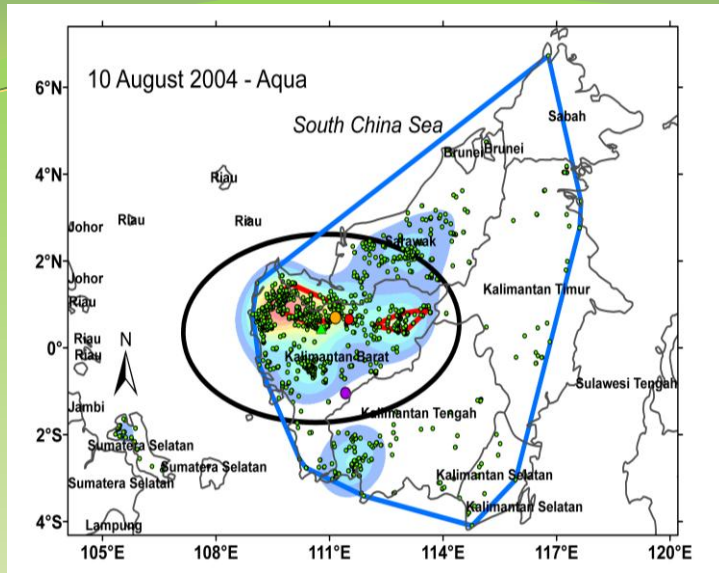 10 August 2004 - Aqua
6°N
Sabah
South China Sea
Brunei Brunei
4°N
Riau
Johor
Riau
Riau
Sarawak
2°N
Johor
Kalimantan Timur
Riau
N
Riau
0°
Riau
Kalimantan Barat
Sulawesi Tengah
Jambi
Kalimantan Tengah
2°S
Sumatera Selatan
Sumatera Selatan
Kalimantan Selatan
Sumatera Selatan
Kalimantan Selatan
4°S
Lampung
105°E 108°E 111°E 114°E 117°E 120°E